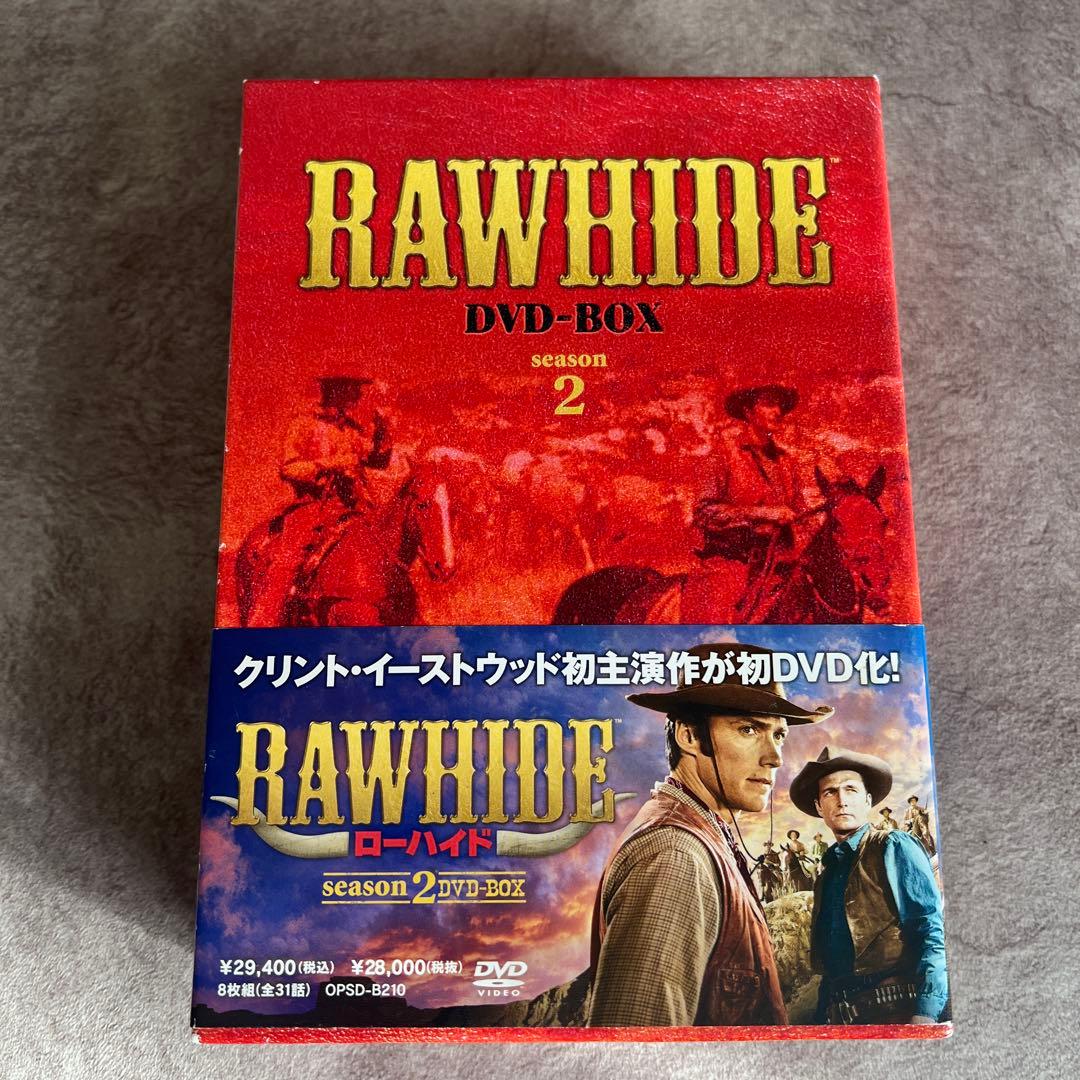 RAWHIDE™
DVD-BOX
season
2
クリント・イーストウッド初主演作が初DVD化!
RAWHIDE™
ローハイド
season 2 DVD-BOX
¥29,400(税込) ¥28,000(税抜) DVD
VIDEO
8枚組(全31話) OPSD-B210